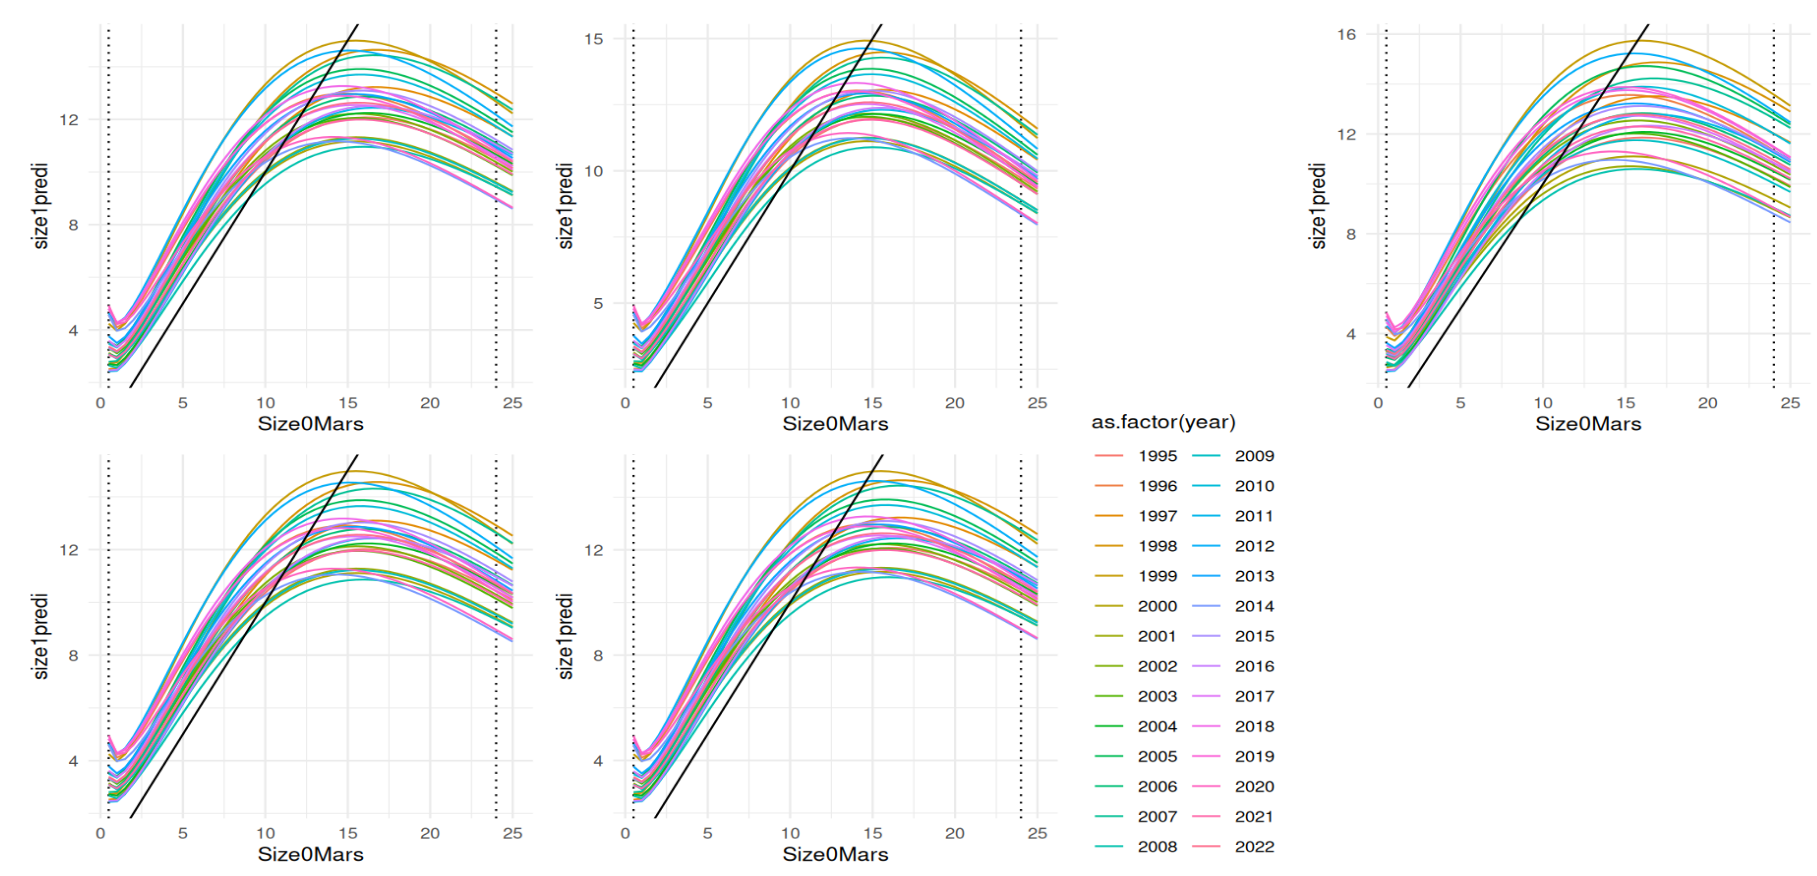 12
8
4
0 5 10 15 20 25
Size0Mars
size1predi
15
10
5
0 5 10 15 20 25
Size0Mars
size1predi
16
12
8
4
0 5 10 15 20 25
Size0Mars
size1predi
12
8
4
0 5 10 15 20 25
Size0Mars
size1predi
12
8
4
0 5 10 15 20 25
Size0Mars
size1predi
as.factor(year)
1995 2009
1996 2010
1997 2011
1998 2012
1999 2013
2000 2014
2001 2015
2002 2016
2003 2017
2004 2018
2005 2019
2006 2020
2007 2021
2008 2022